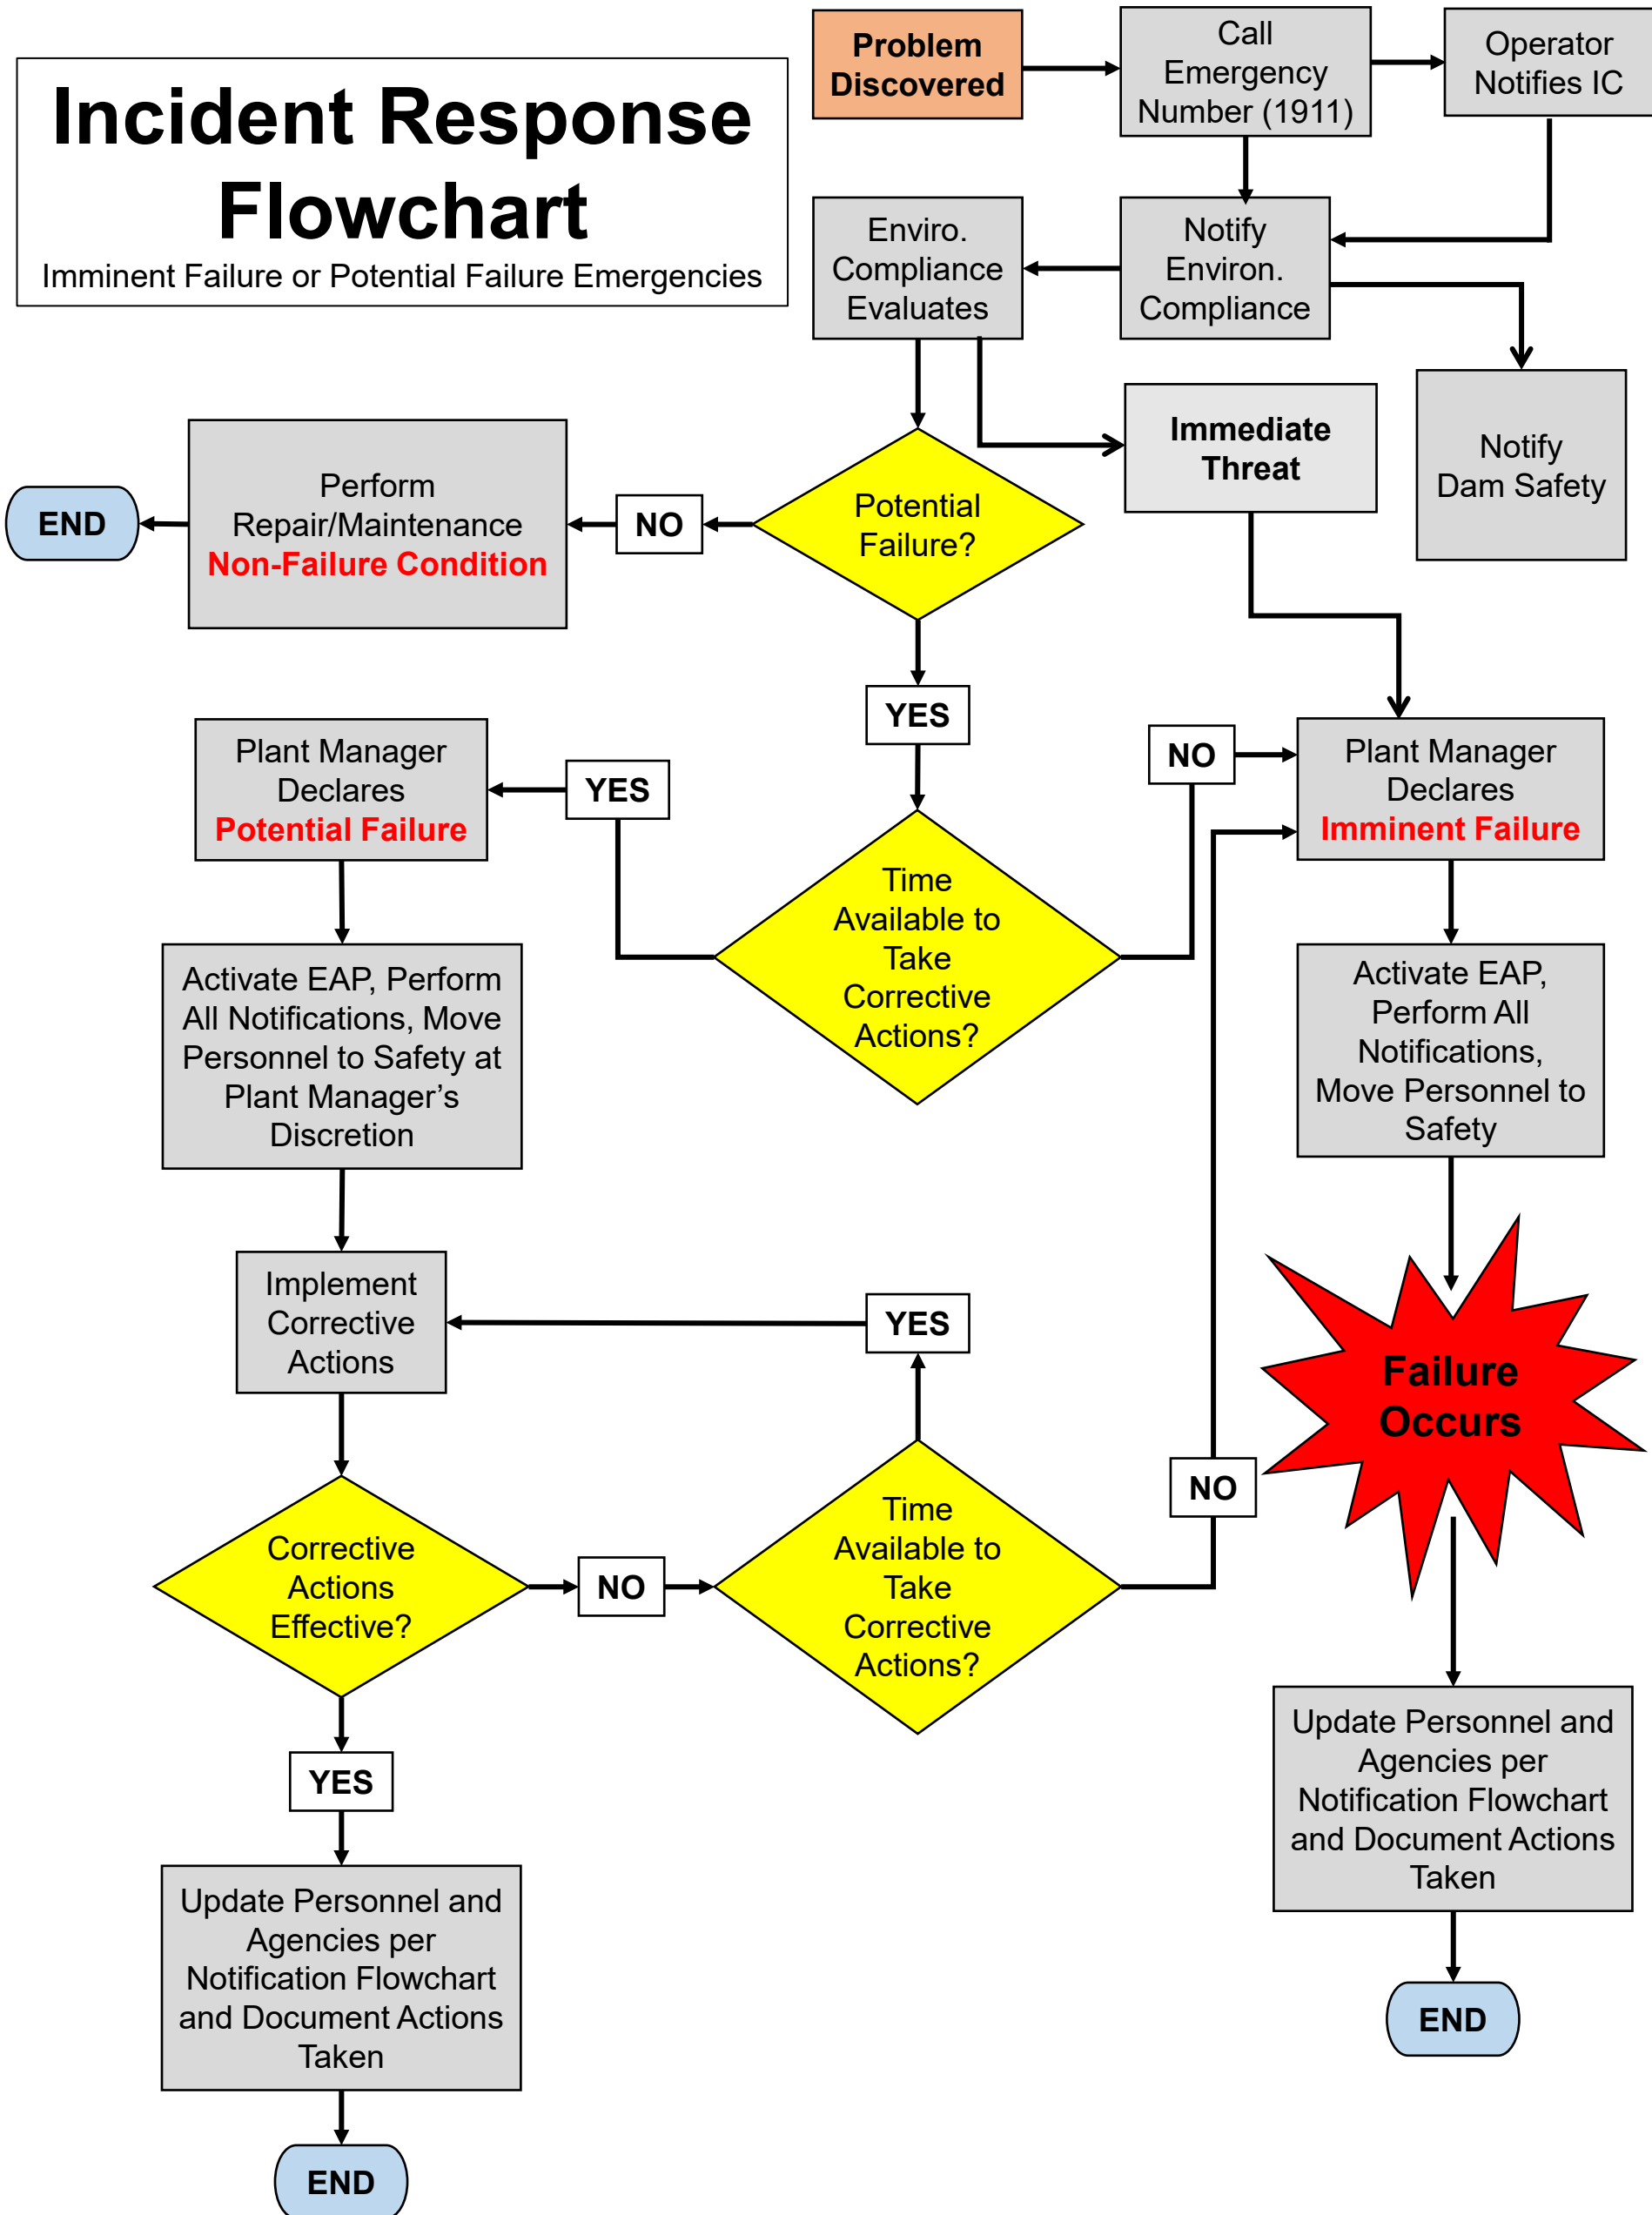 Incident Response
Flowchart
Imminent Failure or Potential Failure Emergencies
Problem
Discovered
Call
Emergency
Number (1911)
Operator
Notifies IC
Enviro.
Compliance
Evaluates
Notify
Environ.
Compliance
Immediate
Threat
Notify
Dam Safety
END
Perform
Repair/Maintenance
Non-Failure Condition
NO
Potential
Failure?
YES
Plant Manager
Declares
Potential Failure
YES
NO
Plant Manager
Declares
Imminent Failure
Time
Available to
Take
Corrective
Actions?
Activate EAP, Perform
All Notifications, Move
Personnel to Safety at
Plant Manager’s
Discretion
Activate EAP,
Perform All
Notifications,
Move Personnel to
Safety
Implement
Corrective
Actions
YES
Failure
Occurs
NO
Corrective
Actions
Effective?
NO
Time
Available to
Take
Corrective
Actions?
YES
Update Personnel and
Agencies per
Notification Flowchart
and Document Actions
Taken
Update Personnel and
Agencies per
Notification Flowchart
and Document Actions
Taken
END
END